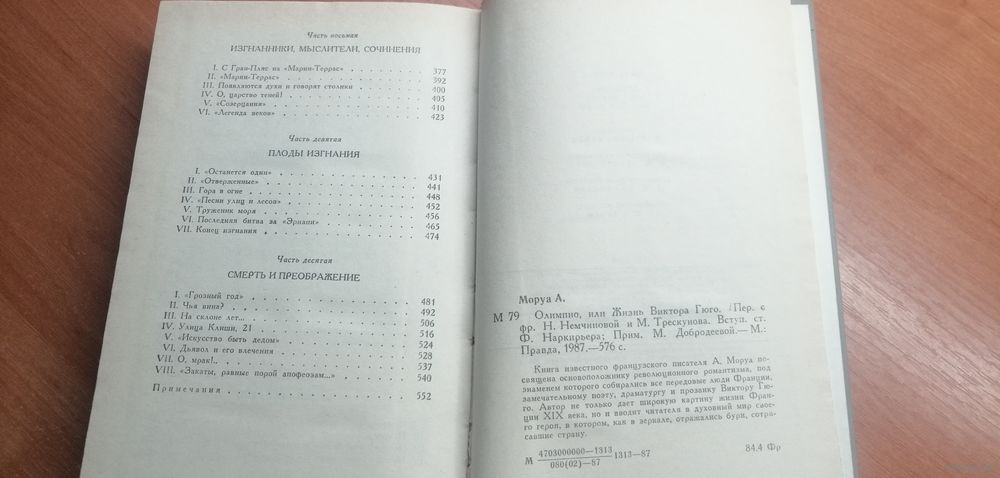 Часть восьмая
ИЗГНАННИКИ, МЫСЛИТЕЛИ, СОЧИНЕНИЯ
I. С Гран-Пляс на «Марин-Террас» . . . . . . . . 377
II. «Марин-Террас» . . . . . . . . . . . . . . 392
III. Появляются духи и говорят столики . . . . . . . 400
IV. О, царство теней! . . . . . . . . . . . . . 405
V. «Созерцания» . . . . . . . . . . . . . . . 410
VI. «Легенда веков» . . . . . . . . . . . . . . 423
Часть девятая
ПЛОДЫ ИЗГНАНИЯ
I. «Останется один» . . . . . . . . . . . . . . 431
II. «Отверженные» . . . . . . . . . . . . . . 441
III. Гора в огне . . . . . . . . . . . . . . . 448
IV. «Песни улиц и лесов» . . . . . . . . . . . . 452
V. Труженик моря . . . . . . . . . . . . . . 456
VI. Последняя битва за «Эрнани» . . . . . . . . . 465
VII. Конец изгнания . . . . . . . . . . . . . . 474
Часть десятая
СМЕРТЬ И ПРЕОБРАЖЕНИЕ
I. «Грозный год» . . . . . . . . . . . . . . . 481
II. Чья вина? . . . . . . . . . . . . . . . . 492
III. На склоне лет... . . . . . . . . . . . . . . 506
IV. Улица Клиши, 21 . . . . . . . . . . . . . . 516
V. «Искусство быть дедом» . . . . . . . . . . . 524
VI. Дьявол и его влечения . . . . . . . . . . . . 528
VII. О, мрак!.. . . . . . . . . . . . . . . . . 537
VIII. «Закаты, равные порой апофеозам...» . . . . . . 540
Примечания . . . . . . . . . . . . . . . . . 552
Моруа А.
М 79 Олимпио, или Жизнь Виктора Гюго. /Пер. с
фр. Н. Немчиновой и М. Трескунова. Вступ. ст.
Ф. Наркирьера; Прим. М. Добродеевой.— М.:
Правда, 1987.—576 с.
Книга известного французского писателя А. Моруа по-
священа основоположнику революционного романтизма, под
знаменем которого собирались все передовые люди Франции,
замечательному поэту, драматургу и прозаику Виктору Гю-
го. Автор не только дает широкую картину жизни Фран-
ции XIX века, но и вводит читателя в духовный мир свое-
го героя, в котором, как в зеркале, отражались бури, сотря-
савшие страну.
М 4703000000—1313 1313—87 84.4 Фр
080(02)—87